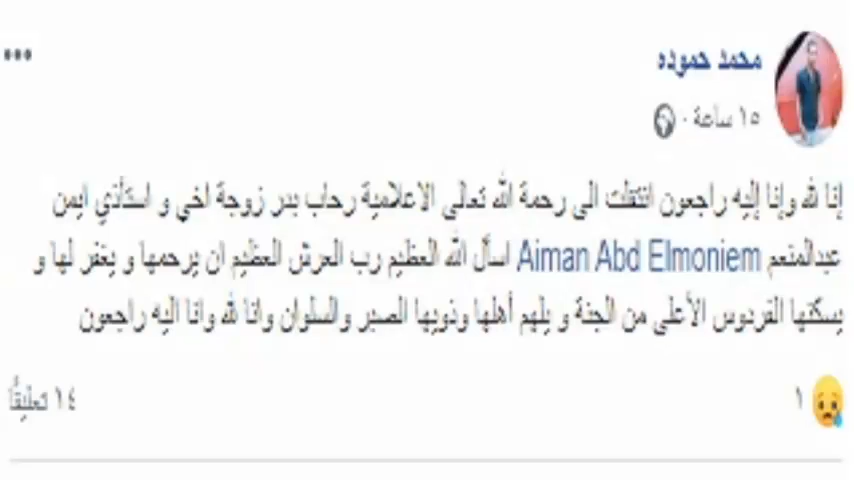 محمد حموده
١٥ ساعة ·
إنا لله وإنا إليه راجعون انتقلت الى رحمة الله تعالى الاعلامية رحاب بدر زوجة اخي و استأذي ايمن
عبدالمنعم Aiman Abd Elmoniem اسأل الله العظيم رب العرش العظيم ان يرحمها و يغفر لها و
يسكنها الفردوس الأعلى من الجنة و يلهم أهلها وذويها الصبر والسلوان وانا لله وانا اليه راجعون
١
١٤ تعليقًا